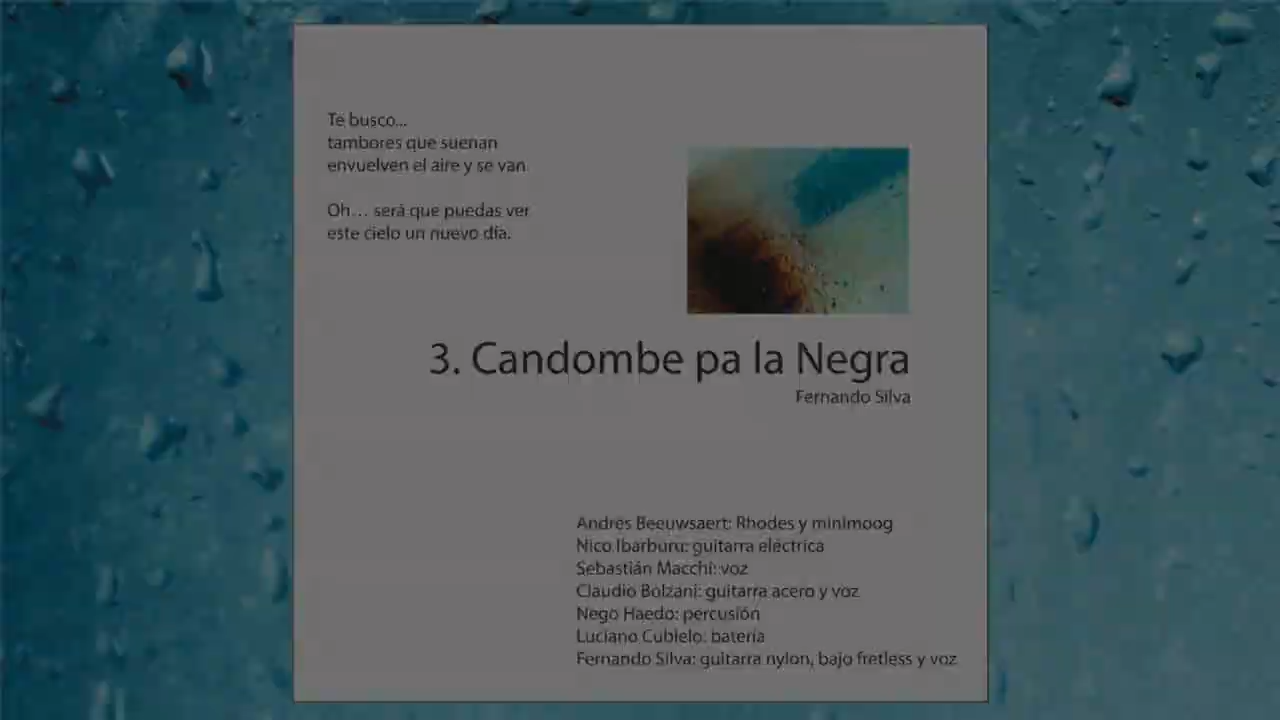 Te busco...
tambores que suenan
envuelven el aire y se van.
Oh... será que puedas ver
este cielo un nuevo día.
3. Candombe pa la Negra
Fernando Silva
Andrés Beeuwsaert: Rhodes y minimoog
Nico Ibarburu: guitarra eléctrica
Sebastián Macchi: voz
Claudio Bolzani: guitarra acero y voz
Nego Haedo: percusión
Luciano Cubielo: batería
Fernando Silva: guitarra nylon, bajo fretless y voz